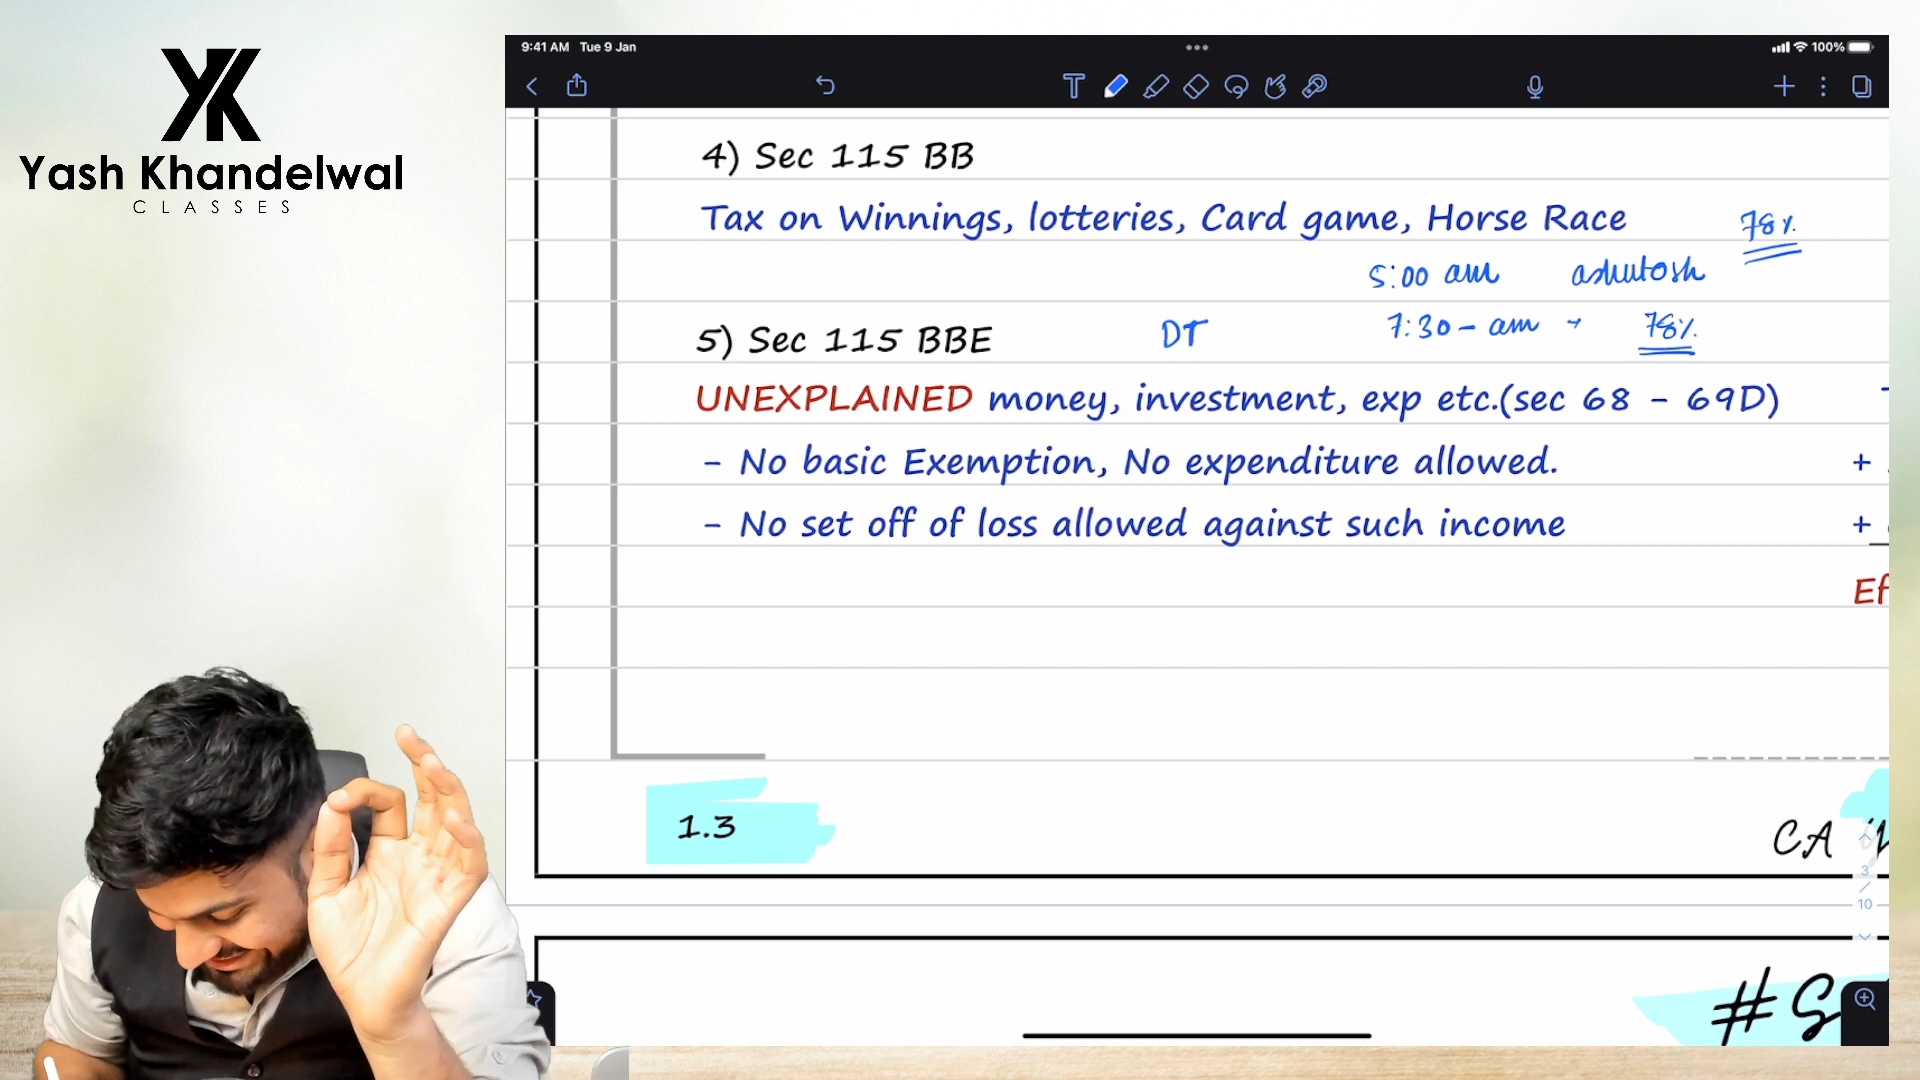 Yash Khandelwal
CLASSES
9:41 AM Tue 9 Jan
100%
4) Sec 115 BB
Tax on Winnings, lotteries, Card game, Horse Race 78%
5:00 am ashutosh
5) Sec 115 BBE DT 7:30 - am 78%
UNEXPLAINED money, investment, exp etc.(sec 68 - 69D)
- No basic Exemption, No expenditure allowed. +
- No set off of loss allowed against such income +
Ef
1.3
CA
3
/
10
# S